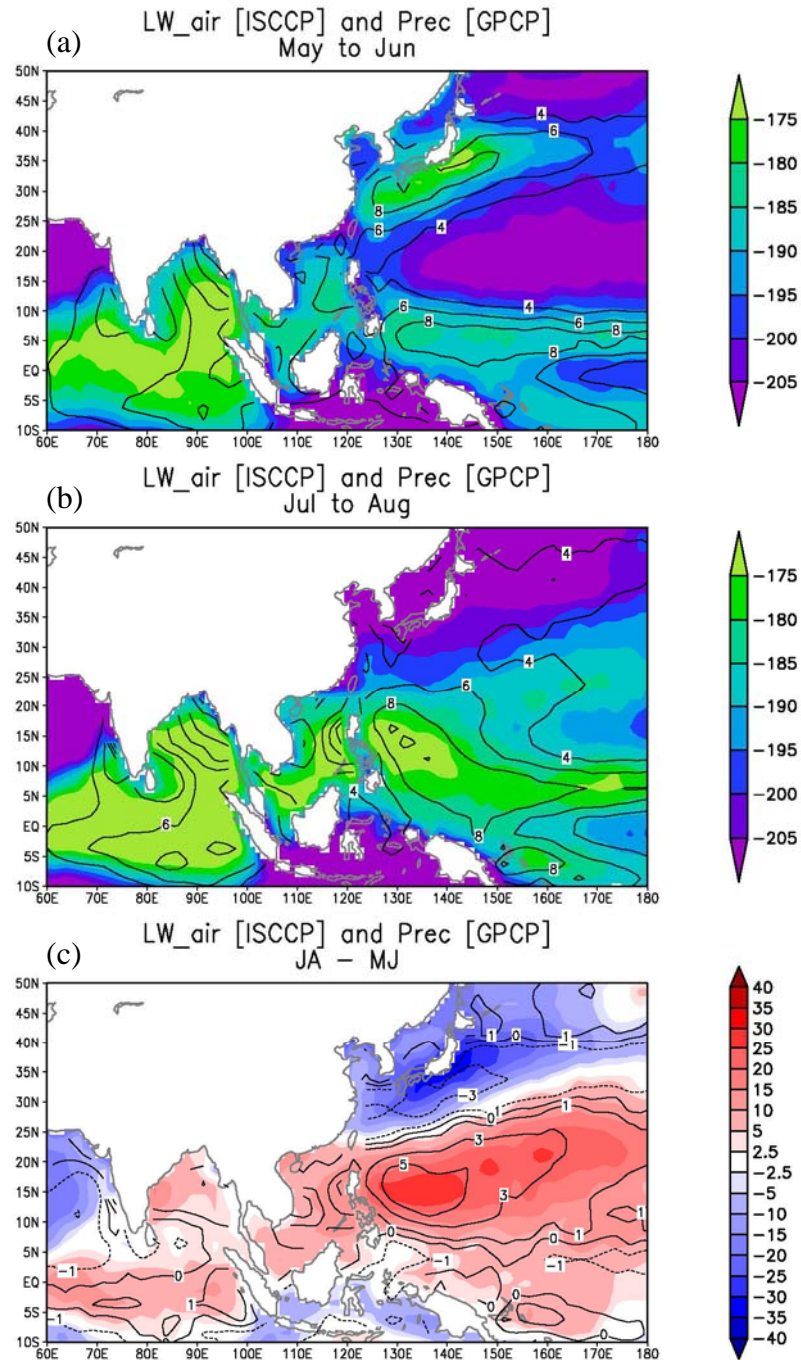 (a)
LW_air [ISCCP] and Prec [GPCP]
May to Jun
50N
45N
40N
35N
30N
25N
20N
15N
10N
5N
EQ
5S
10S
60E 70E 80E 90E 100E 110E 120E 130E 140E 150E 160E 170E 180
4
6
8
6
4
4
6
6
8
8
-175
-180
-185
-190
-195
-200
-205
(b)
LW_air [ISCCP] and Prec [GPCP]
Jul to Aug
50N
45N
40N
35N
30N
25N
20N
15N
10N
5N
EQ
5S
10S
60E 70E 80E 90E 100E 110E 120E 130E 140E 150E 160E 170E 180
4
4
6
8
4
4
6
8
8
-175
-180
-185
-190
-195
-200
-205
(c)
LW_air [ISCCP] and Prec [GPCP]
JA - MJ
50N
45N
40N
35N
30N
25N
20N
15N
10N
5N
EQ
5S
10S
60E 70E 80E 90E 100E 110E 120E 130E 140E 150E 160E 170E 180
1
0
1
0
-1
-3
0
1
1
3
5
3
1
0
0
1
-1
-1
-1
0
1
0
0
0
40
35
30
25
20
15
10
5
2.5
-2.5
-5
-10
-15
-20
-25
-30
-35
-40